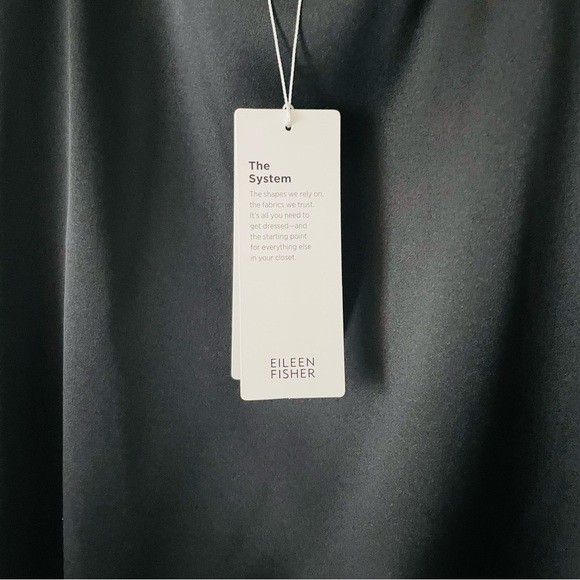 The
System
The shapes we rely on,
the fabrics we trust.
It's all you need to
get dressed—and
the starting point
for everything else
in your closet.
EILEEN
FISHER